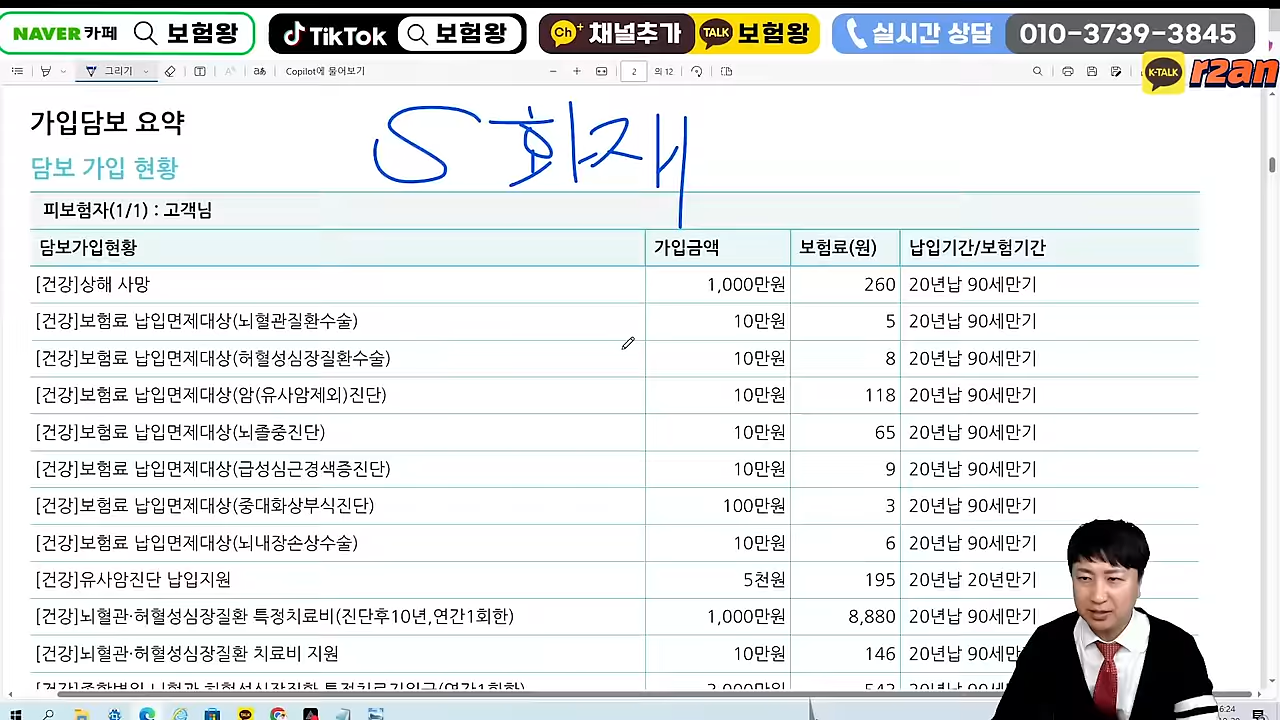 NAVER 카페 보험왕 TikTok 보험왕 Ch+ 채널추가 TALK 보험왕 실시간 상담 010-3739-3845
그리기 가あ Copilot에 물어보기 2 의 12
K-TALK r2an
S화재
가입담보 요약
담보 가입 현황
피보험자(1/1) : 고객님
담보가입현황 가입금액 보험료(원) 납입기간/보험기간
[건강]상해 사망 1,000만원 260 20년납 90세만기
[건강]보험료 납입면제대상(뇌혈관질환수술) 10만원 5 20년납 90세만기
[건강]보험료 납입면제대상(허혈성심장질환수술) 10만원 8 20년납 90세만기
[건강]보험료 납입면제대상(암(유사암제외)진단) 10만원 118 20년납 90세만기
[건강]보험료 납입면제대상(뇌졸중진단) 10만원 65 20년납 90세만기
[건강]보험료 납입면제대상(급성심근경색증진단) 10만원 9 20년납 90세만기
[건강]보험료 납입면제대상(중대화상부식진단) 100만원 3 20년납 90세만기
[건강]보험료 납입면제대상(뇌내장손상수술) 10만원 6 20년납 90세만기
[건강]유사암진단 납입지원 5천원 195 20년납 20년만기
[건강]뇌혈관·허혈성심장질환 특정치료비(진단후10년,연간1회한) 1,000만원 8,880 20년납 90세만기
[건강]뇌혈관·허혈성심장질환 치료비 지원 10만원 146 20년납 90세만
6:24